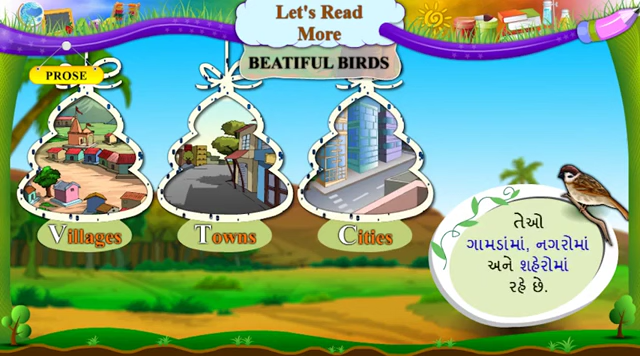 Let's Read
More
PROSE
BEATIFUL BIRDS
Villages
Towns
Cities
તેઓ
ગામડાંમાં, નગરોમાં
અને શહેરોમાં
રહે છે.